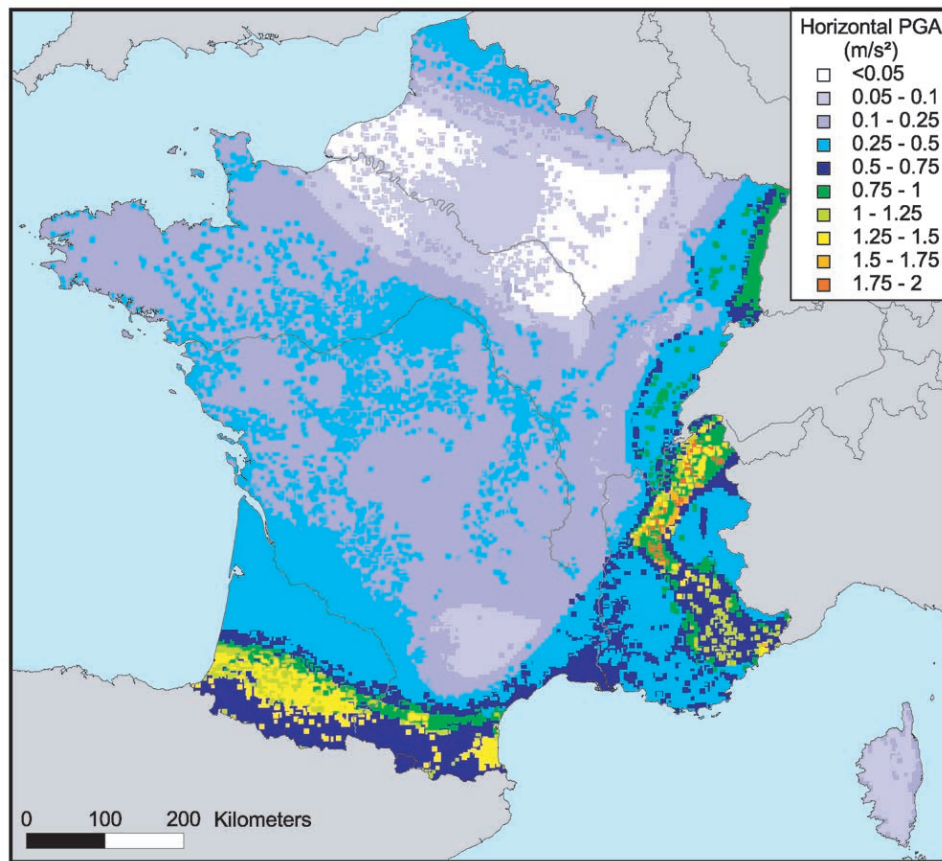 Horizontal PGA
(m/s²)
<0.05
0.05 - 0.1
0.1 - 0.25
0.25 - 0.5
0.5 - 0.75
0.75 - 1
1 - 1.25
1.25 - 1.5
1.5 - 1.75
1.75 - 2
0 100 200 Kilometers